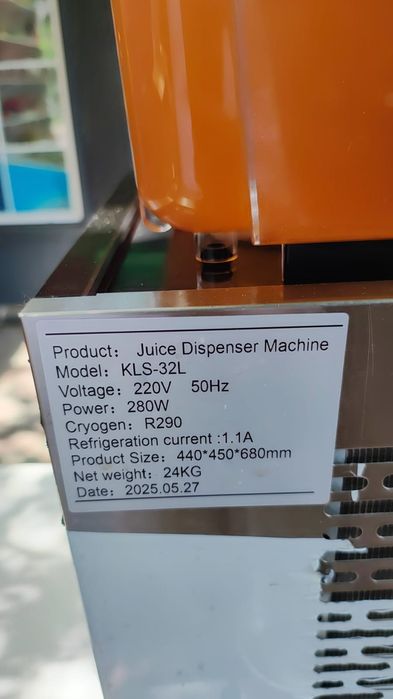 Product: Juice Dispenser Machine
Model: KLS-32L
Voltage: 220V 50Hz
Power: 280W
Cryogen: R290
Refrigeration current :1.1A
Product Size: 440*450*680mm
Net weight: 24KG
Date: 2025.05.27